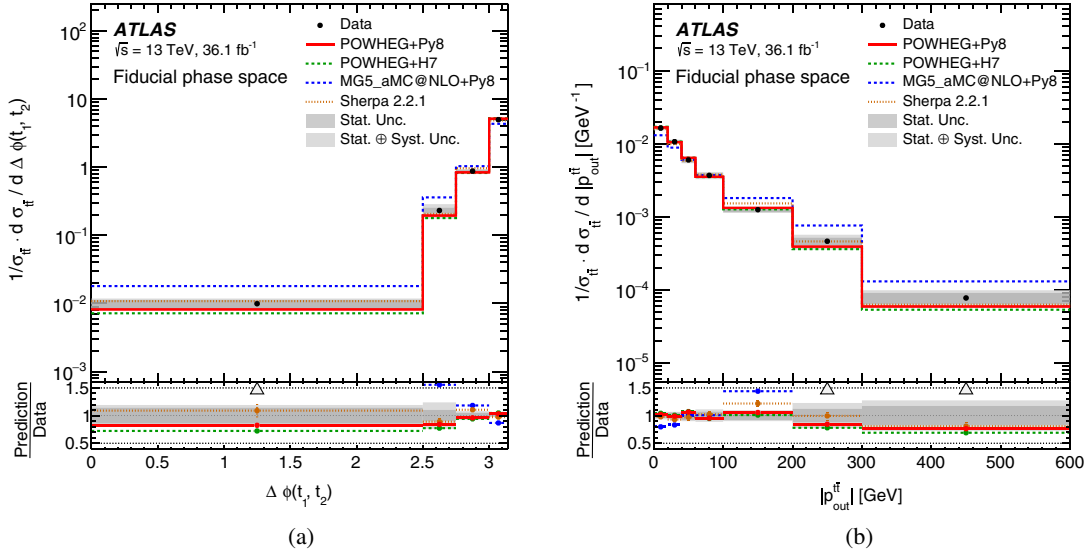 ATLAS
√s = 13 TeV, 36.1 fb⁻¹
Fiducial phase space
Data
POWHEG+Py8
POWHEG+H7
MG5_aMC@NLO+Py8
Sherpa 2.2.1
Stat. Unc.
Stat. ⊕ Syst. Unc.
1/σ_tt̄ · d σ_tt̄ / d Δ φ(t₁, t₂)
10²
10
1
10⁻¹
10⁻²
10⁻³
Prediction
Data
1.5
1
0.5
0 0.5 1 1.5 2 2.5 3
Δ φ(t₁, t₂)
(a)
ATLAS
√s = 13 TeV, 36.1 fb⁻¹
Fiducial phase space
Data
POWHEG+Py8
POWHEG+H7
MG5_aMC@NLO+Py8
Sherpa 2.2.1
Stat. Unc.
Stat. ⊕ Syst. Unc.
1/σ_tt̄ · d σ_tt̄ / d |p_out^tt̄| [GeV⁻¹]
10⁻¹
10⁻²
10⁻³
10⁻⁴
10⁻⁵
Prediction
Data
1.5
1
0.5
0 100 200 300 400 500 600
|p_out^tt̄| [GeV]
(b)